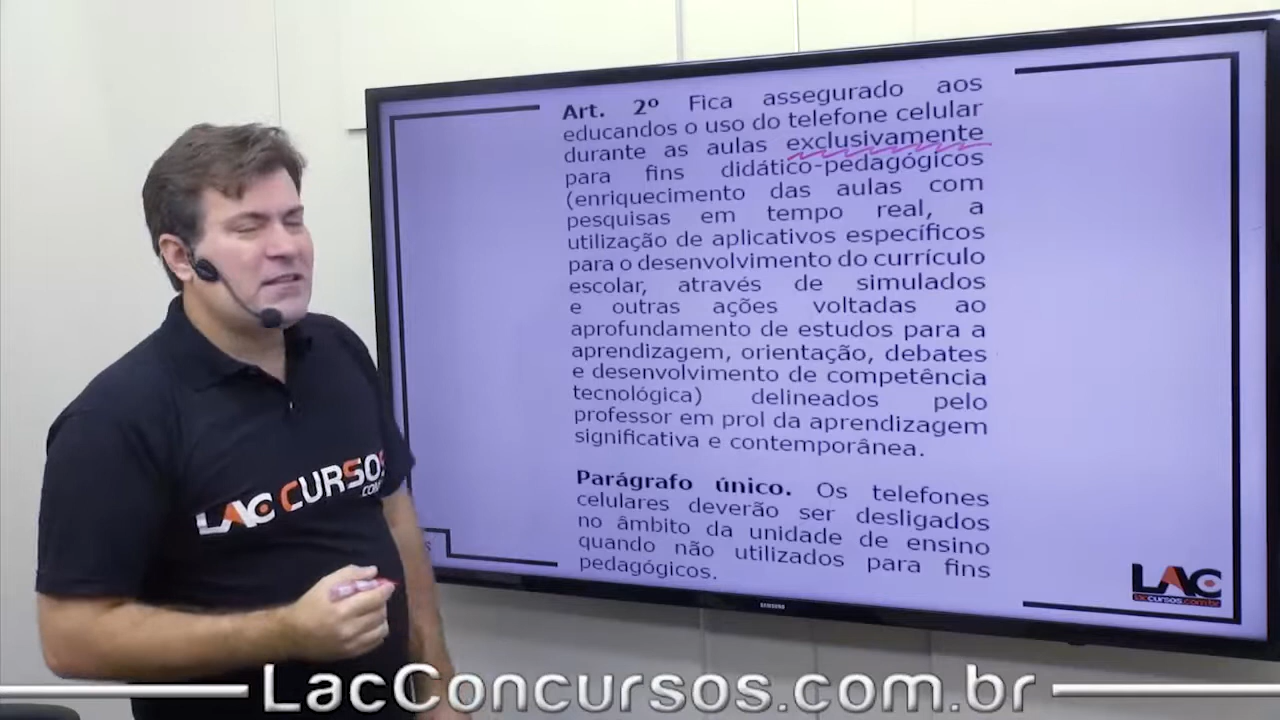 Art. 2º Fica assegurado aos
educandos o uso do telefone celular
durante as aulas exclusivamente
para fins didático-pedagógicos
(enriquecimento das aulas com
pesquisas em tempo real, a
utilização de aplicativos específicos
para o desenvolvimento do currículo
escolar, através de simulados
e outras ações voltadas ao
aprofundamento de estudos para a
aprendizagem, orientação, debates
e desenvolvimento de competência
tecnológica) delineados pelo
professor em prol da aprendizagem
significativa e contemporânea.
Parágrafo único. Os telefones
celulares deverão ser desligados
no âmbito da unidade de ensino
quando não utilizados para fins
pedagógicos.
LAC CURSOS
LAC
laccursos.com.br
SAMSUNG
LacConcursos.com.br